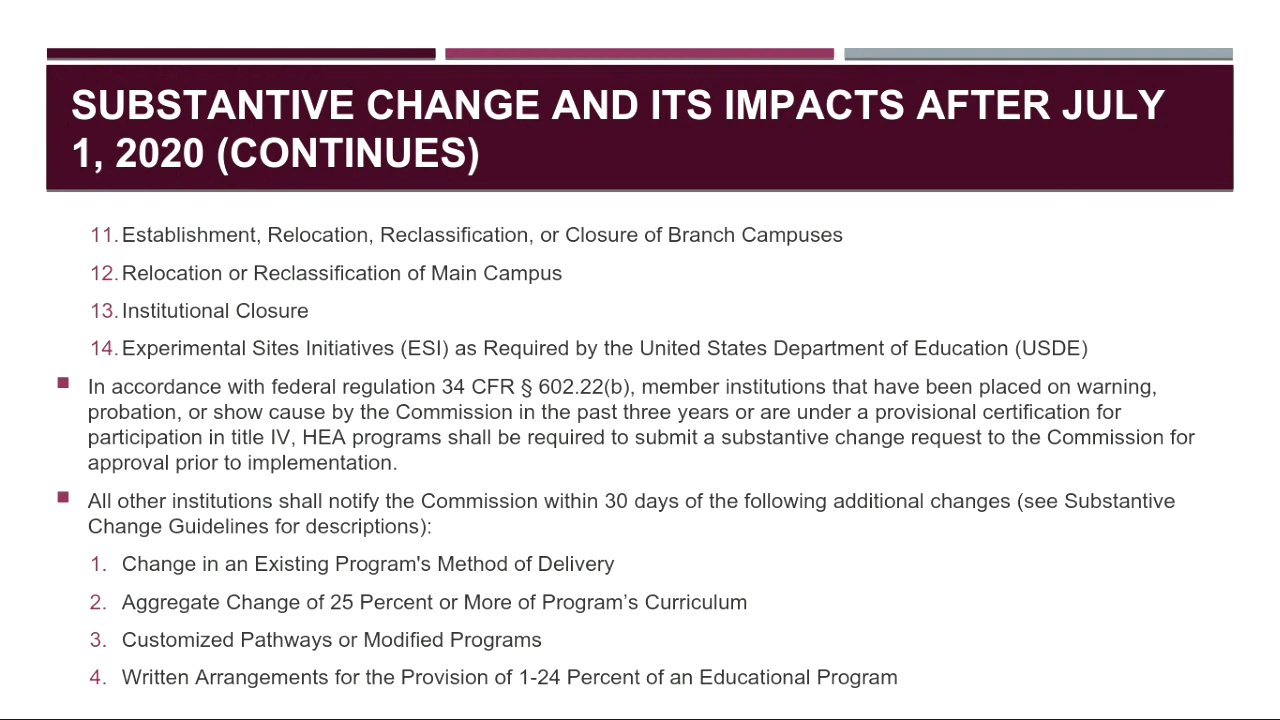 SUBSTANTIVE CHANGE AND ITS IMPACTS AFTER JULY
1, 2020 (CONTINUES)
11. Establishment, Relocation, Reclassification, or Closure of Branch Campuses
12. Relocation or Reclassification of Main Campus
13. Institutional Closure
14. Experimental Sites Initiatives (ESI) as Required by the United States Department of Education (USDE)
In accordance with federal regulation 34 CFR § 602.22(b), member institutions that have been placed on warning,
probation, or show cause by the Commission in the past three years or are under a provisional certification for
participation in title IV, HEA programs shall be required to submit a substantive change request to the Commission for
approval prior to implementation.
All other institutions shall notify the Commission within 30 days of the following additional changes (see Substantive
Change Guidelines for descriptions):
1. Change in an Existing Program's Method of Delivery
2. Aggregate Change of 25 Percent or More of Program’s Curriculum
3. Customized Pathways or Modified Programs
4. Written Arrangements for the Provision of 1-24 Percent of an Educational Program